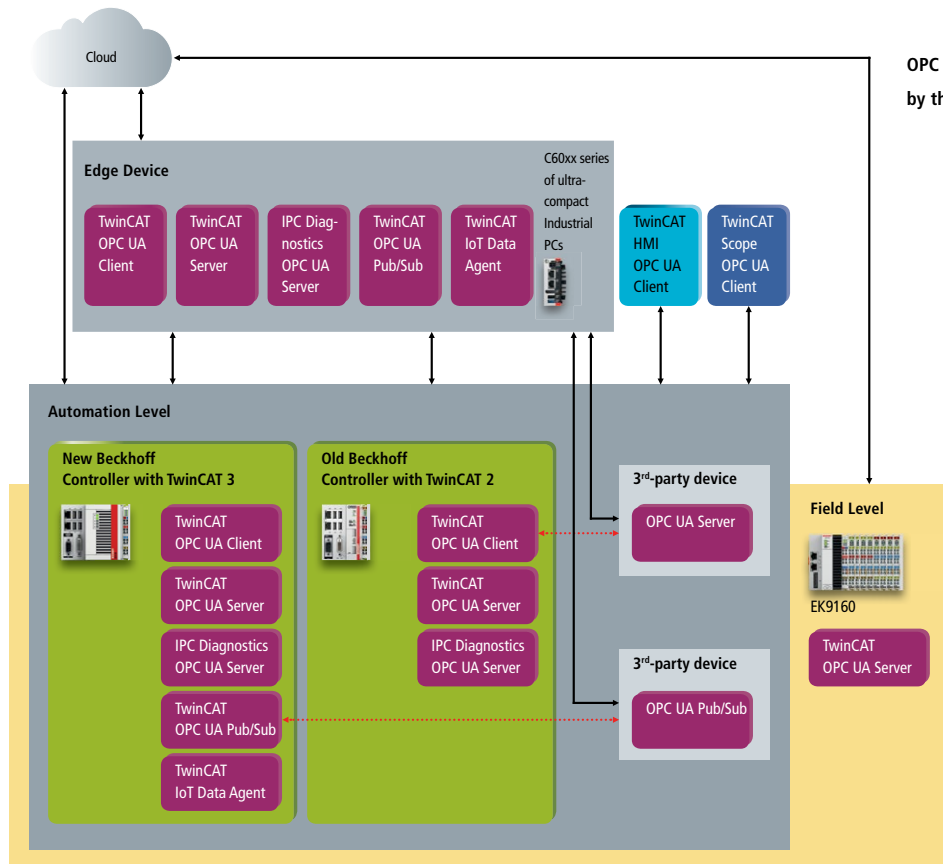 Cloud
OPC
by th
Edge Device
C60xx series
of ultra-
compact
Industrial
PCs
TwinCAT
OPC UA
Client
TwinCAT
OPC UA
Server
IPC Diag-
nostics
OPC UA
Server
TwinCAT
OPC UA
Pub/Sub
TwinCAT
IoT Data
Agent
TwinCAT
HMI
OPC UA
Client
TwinCAT
Scope
OPC UA
Client
Automation Level
New Beckhoff
Controller with TwinCAT 3
TwinCAT
OPC UA Client
TwinCAT
OPC UA Server
IPC Diagnostics
OPC UA Server
TwinCAT
OPC UA Pub/Sub
TwinCAT
IoT Data Agent
Old Beckhoff
Controller with TwinCAT 2
TwinCAT
OPC UA Client
TwinCAT
OPC UA Server
IPC Diagnostics
OPC UA Server
3rd-party device
OPC UA Server
3rd-party device
OPC UA Pub/Sub
Field Level
EK9160
TwinCAT
OPC UA Server